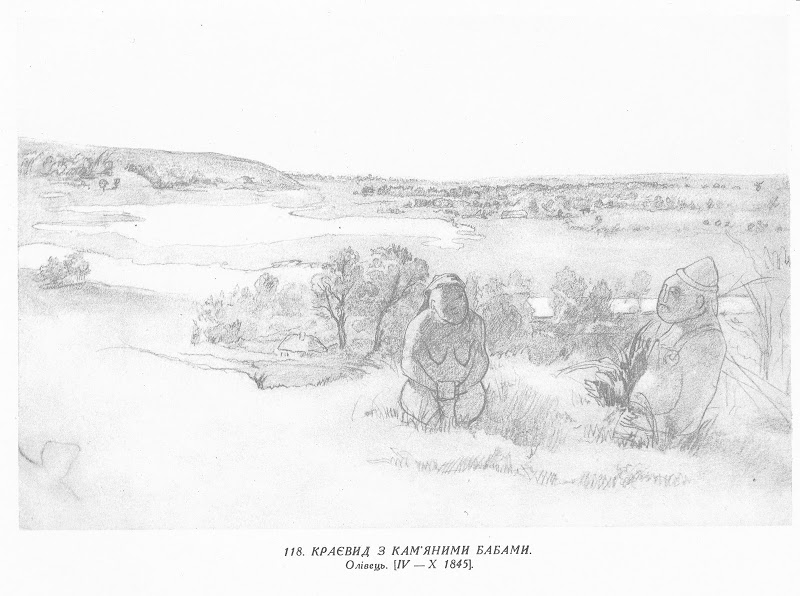 118. КРАЄВИД З КАМ'ЯНИМИ БАБАМИ.
Олівець. [IV — X 1845].